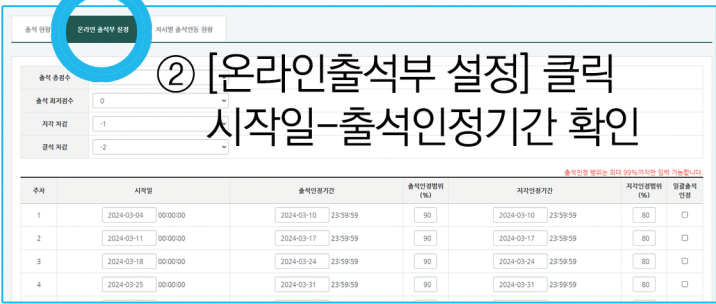 출석 현황 온라인 출석부 설정 차시별 출석연동 현황
② [온라인출석부 설정] 클릭
시작일-출석인정기간 확인
출석 총점수
출석 최저점수 0
지각 차감 -1
결석 차감 -2
출석인정 범위는 최대 99%까지만 입력 가능합니다
주차 시작일 출석인정기간 출석인정범위 (%) 지각인정기간 지각인정범위 (%) 일괄출석 인정
1 2024-03-04 00:00:00 2024-03-10 23:59:59 90 2024-03-10 23:59:59 80
2 2024-03-11 00:00:00 2024-03-17 23:59:59 90 2024-03-17 23:59:59 80
3 2024-03-18 00:00:00 2024-03-24 23:59:59 90 2024-03-24 23:59:59 80
4 2024-03-25 00:00:00 2024-03-31 23:59:59 90 2024-03-31 23:59:59 80